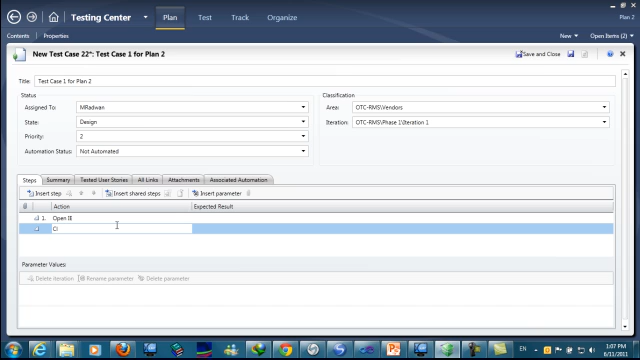 Testing Center Plan Test Track Organize Plan 2
Contents Properties New Open Items (2)
New Test Case 22*: Test Case 1 for Plan 2 Save and Close
Title: Test Case 1 for Plan 2
Status Classification
Assigned To: MRadwan Area: OTC-RMS\Vendors
State: Design Iteration: OTC-RMS\Phase 1\Iteration 1
Priority: 2
Automation Status: Not Automated
Steps Summary Tested User Stories All Links Attachments Associated Automation
Insert step Insert shared steps Insert parameter
Action Expected Result
1. Open IE
Cl
Parameter Values:
Delete iteration Rename parameter Delete parameter
EN 1:07 PM
6/11/2011